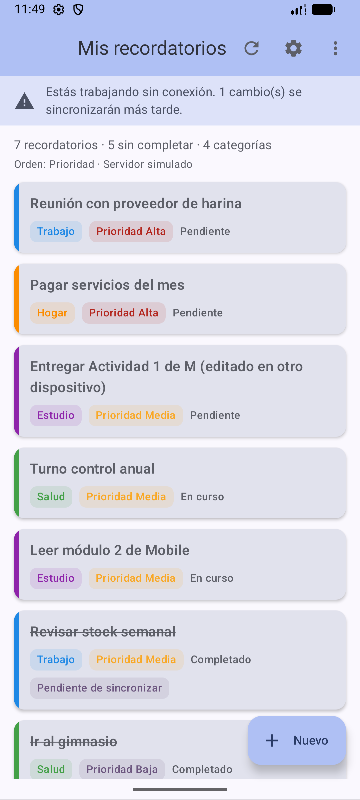 11:49
Mis recordatorios
Estás trabajando sin conexión. 1 cambio(s) se
sincronizarán más tarde.
7 recordatorios · 5 sin completar · 4 categorías
Orden: Prioridad · Servidor simulado
Reunión con proveedor de harina
Trabajo Prioridad Alta Pendiente
Pagar servicios del mes
Hogar Prioridad Alta Pendiente
Entregar Actividad 1 de M (editado en otro
dispositivo)
Estudio Prioridad Media Pendiente
Turno control anual
Salud Prioridad Media En curso
Leer módulo 2 de Mobile
Estudio Prioridad Media En curso
Revisar stock semanal
Trabajo Prioridad Media Completado
Pendiente de sincronizar
Ir al gimnasio
Salud Prioridad Baja Completado
+ Nuevo